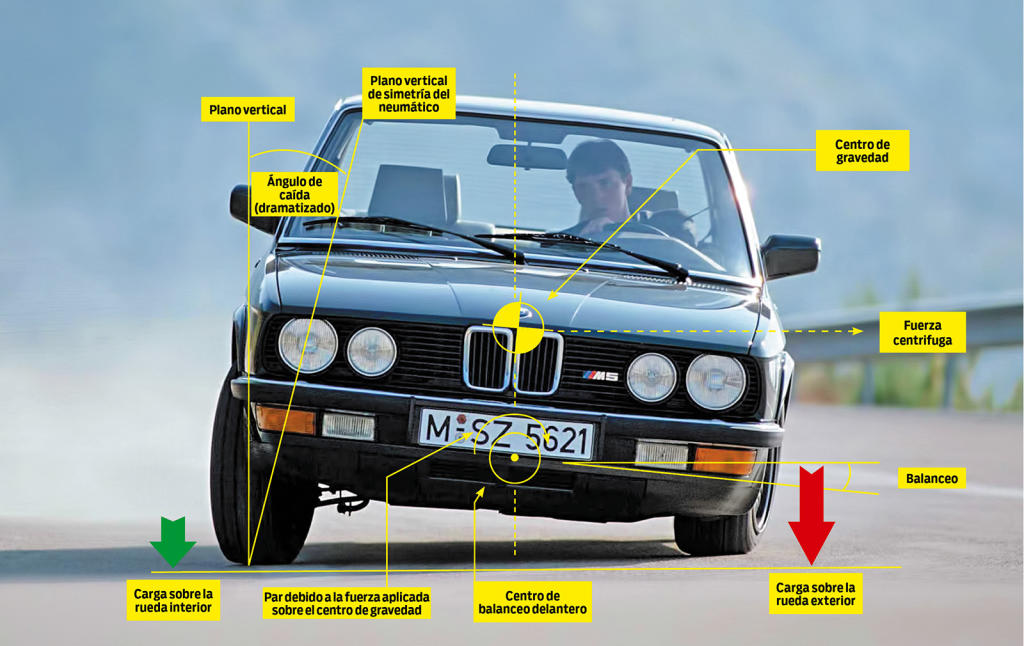 Plano vertical
de simetría del
neumático
Plano vertical
Centro de
gravedad
Ángulo de
caída
(dramatizado)
Fuerza
centrifuga
M5
M SZ 5621
Balanceo
Carga sobre la
rueda interior
Par debido a la fuerza aplicada
sobre el centro de gravedad
Centro de
balanceo delantero
Carga sobre la
rueda exterior